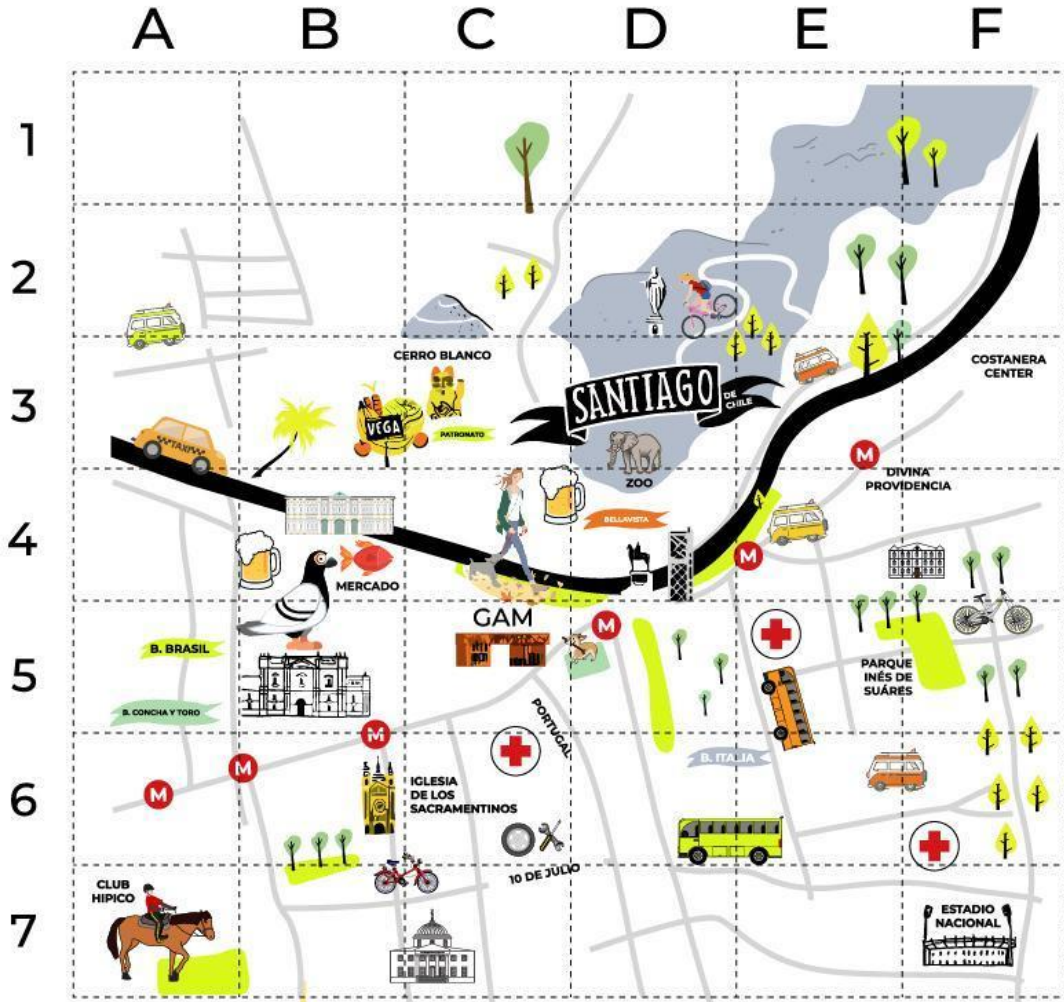 A B C D E F
1
2
3
4
5
6
7
CERRO BLANCO
COSTANERA
CENTER
SANTIAGO
DE
CHILE
VEGA
PATRONATO
TAXI
M
DIVINA
PROVIDENCIA
ZOO
BELLAVISTA
MERCADO
M
GAM
M
B. BRASIL
PARQUE
INÉS DE
SUÁRES
B. CONCHA Y TORO
PORTUGAL
M
B. ITALIA
M
M
IGLESIA
DE LOS
SACRAMENTINOS
10 DE JULIO
CLUB
HIPICO
ESTADIO
NACIONAL